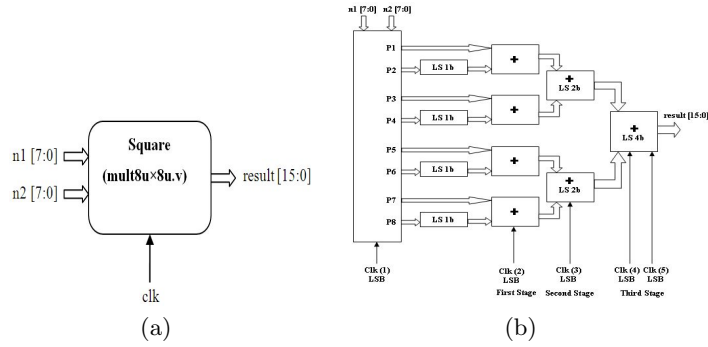 Square
(mult8u×8u.v)
n1 [7:0]
n2 [7:0]
result [15:0]
clk
(a)
n1 [7:0] n2 [7:0]
P1
P2
LS 1b
+
P3
P4
LS 1b
+
+
LS 2b
P5
P6
LS 1b
+
P7
P8
LS 1b
+
+
LS 2b
+
LS 4b
result [15:0]
Clk (1)
LSB
Clk (2)
LSB
First Stage
Clk (3)
LSB
Second Stage
Clk (4) Clk (5)
LSB LSB
Third Stage
(b)